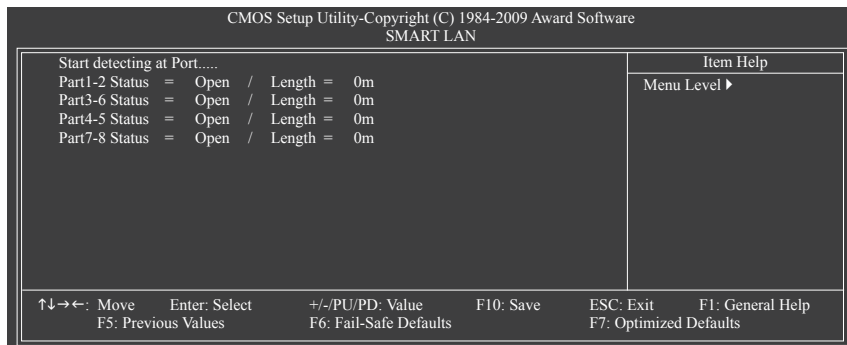 CMOS Setup Utility-Copyright (C) 1984-2009 Award Software
SMART LAN
Start detecting at Port.....
Part1-2 Status = Open / Length = 0m
Part3-6 Status = Open / Length = 0m
Part4-5 Status = Open / Length = 0m
Part7-8 Status = Open / Length = 0m
Item Help
Menu Level
↑↓→←: Move Enter: Select +/-/PU/PD: Value F10: Save ESC: Exit F1: General Help
F5: Previous Values F6: Fail-Safe Defaults F7: Optimized Defaults